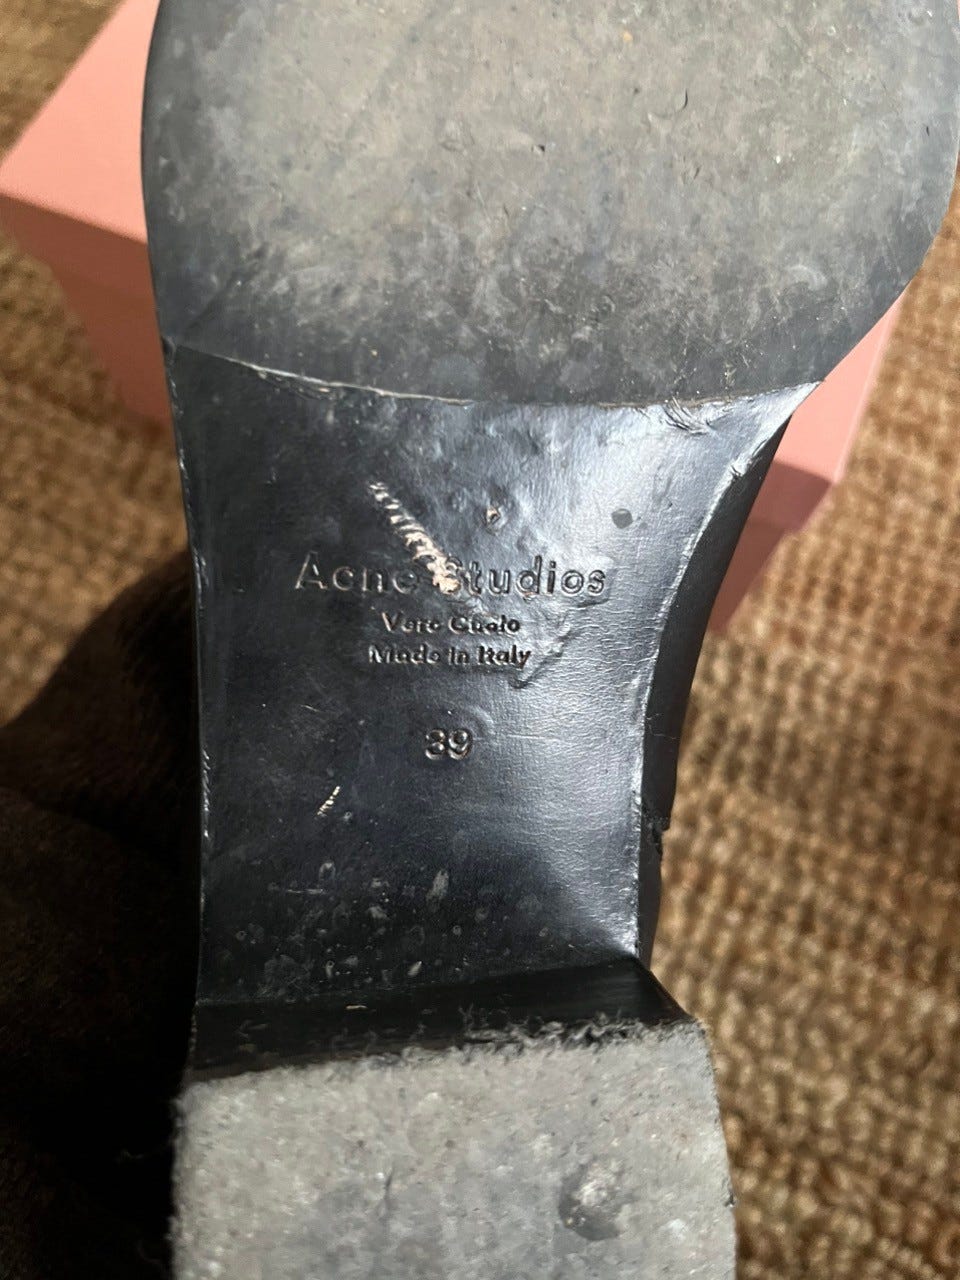 Acne Studios
Vero Cuoio
Made in Italy
39